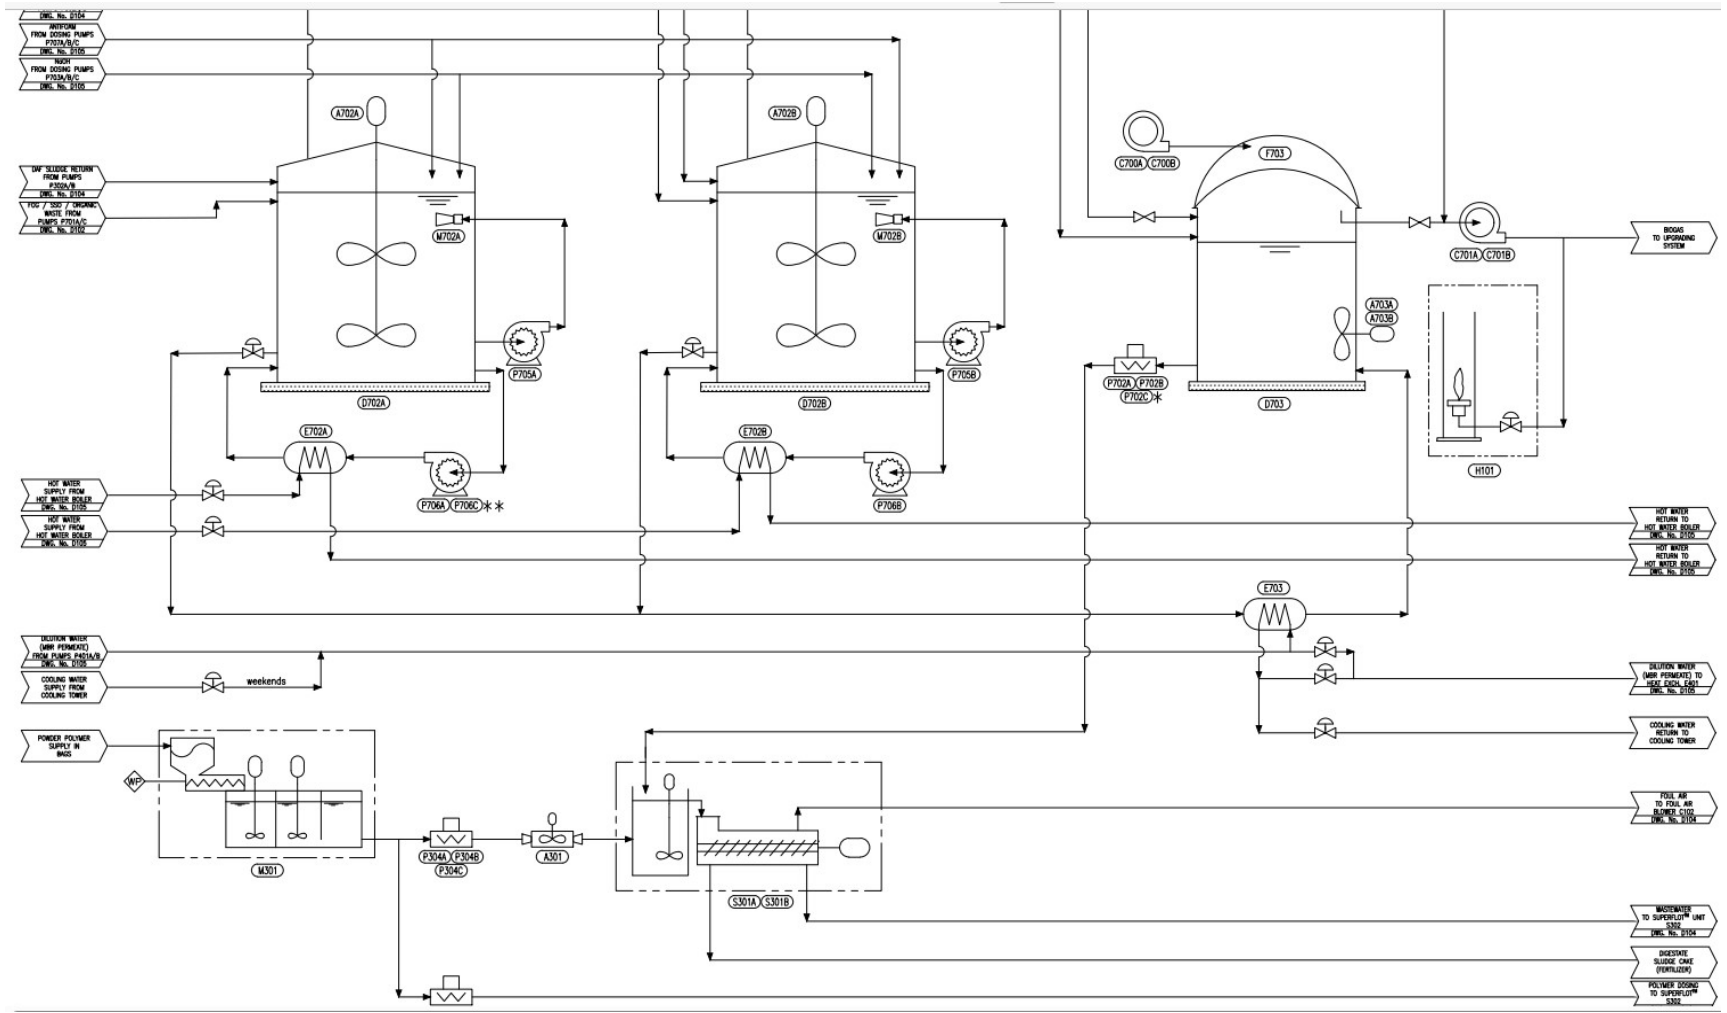 DWG. No. D104
ANTIFOAM
FROM DOSING PUMPS
P707A/B/C
DWG. No. D105
NaOH
FROM DOSING PUMPS
P703A/B/C
DWG. No. D105
A702A
A702B
C700A C700B
F703
DAF SLUDGE RETURN
FROM PUMPS
P302A/B
DWG. No. D104
FOG / SSO / ORGANIC
WASTE FROM
PUMPS P701A/C
DWG. No. D102
M702A
M702B
C701A C701B
BIOGAS
TO UPGRADING
SYSTEM
A703A
A703B
P705A
P705B
P702A P702B
P702C*
D702A
D702B
D703
E702A
E702B
H101
HOT WATER
SUPPLY FROM
HOT WATER BOILER
DWG. No. D105
P706A P706C**
P706B
HOT WATER
SUPPLY FROM
HOT WATER BOILER
DWG. No. D105
HOT WATER
RETURN TO
HOT WATER BOILER
DWG. No. D105
HOT WATER
RETURN TO
HOT WATER BOILER
DWG. No. D105
E703
DILUTION WATER
(MBR PERMEATE)
FROM PUMPS P401A/B
DWG. No. D105
COOLING WATER
SUPPLY FROM
COOLING TOWER
weekends
DILUTION WATER
(MBR PERMEATE) TO
HEAT EXCH. E401
DWG. No. D105
COOLING WATER
RETURN TO
COOLING TOWER
POWDER POLYMER
SUPPLY IN
BAGS
WP
FOUL AIR
TO FOUL AIR
BLOWER C102
DWG. No. D104
M301
P304A P304B
P304C
A301
S301A S301B
WASTEWATER
TO SUPERFLOT™ UNIT
S302
DWG. No. D104
DIGESTATE
SLUDGE CAKE
(FERTILIZER)
POLYMER DOSING
TO SUPERFLOT™
S302